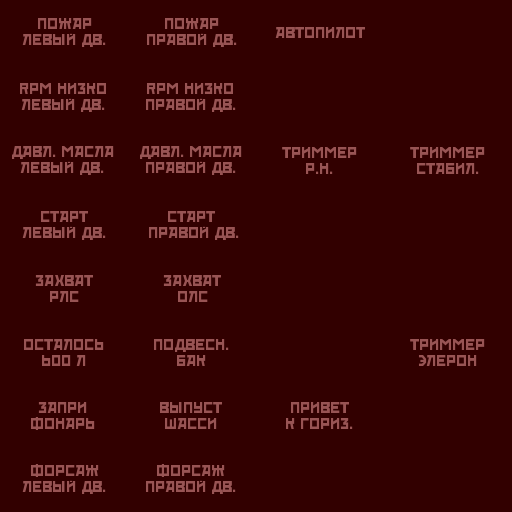 ПОЖАР ЛЕВЫЙ ДВ.
ПОЖАР ПРАВОЙ ДВ.
АВТОПИЛОТ
RPM НИЗКО ЛЕВЫЙ ДВ.
RPM НИЗКО ПРАВОЙ ДВ.
ДАВЛ. МАСЛА ЛЕВЫЙ ДВ.
ДАВЛ. МАСЛА ПРАВОЙ ДВ.
ТРИММЕР Р.Н.
ТРИММЕР СТАБИЛ.
СТАРТ ЛЕВЫЙ ДВ.
СТАРТ ПРАВОЙ ДВ.
ЗАХВАТ РЛС
ЗАХВАТ ОЛС
ОСТАЛОСЬ 600 Л
ПОДВЕСН. БАК
ТРИММЕР ЭЛЕРОН
ЗАПРИ ФОНАРЬ
ВЫПУСТ ШАССИ
ПРИВЕТ К ГОРИЗ.
ФОРСАЖ ЛЕВЫЙ ДВ.
ФОРСАЖ ПРАВОЙ ДВ.